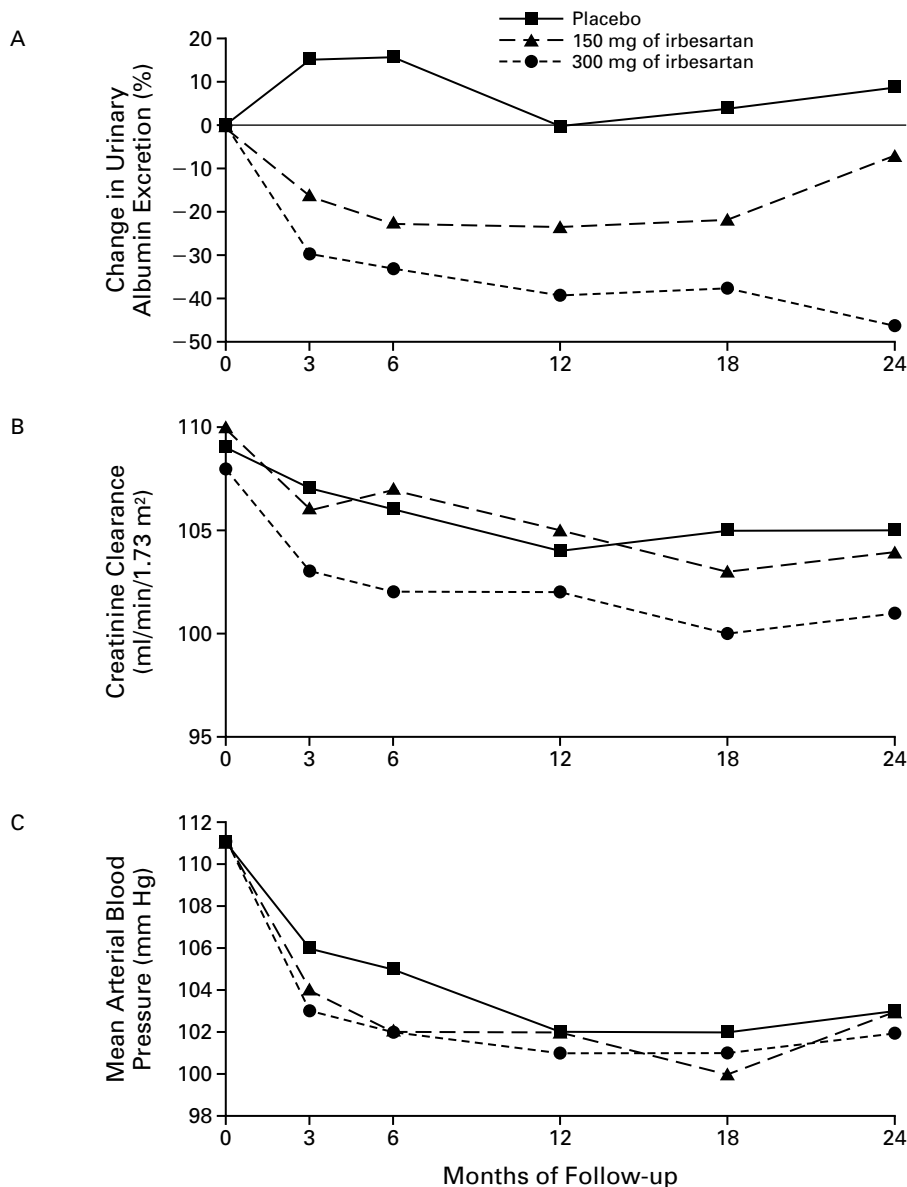 A
Placebo
150 mg of irbesartan
300 mg of irbesartan
Change in Urinary
Albumin Excretion (%)
20
10
0
−10
−20
−30
−40
−50
0 3 6 12 18 24
B
Creatinine Clearance
(ml/min/1.73 m²)
110
105
100
95
0 3 6 12 18 24
C
Mean Arterial Blood
Pressure (mm Hg)
112
110
108
106
104
102
100
98
0 3 6 12 18 24
Months of Follow-up